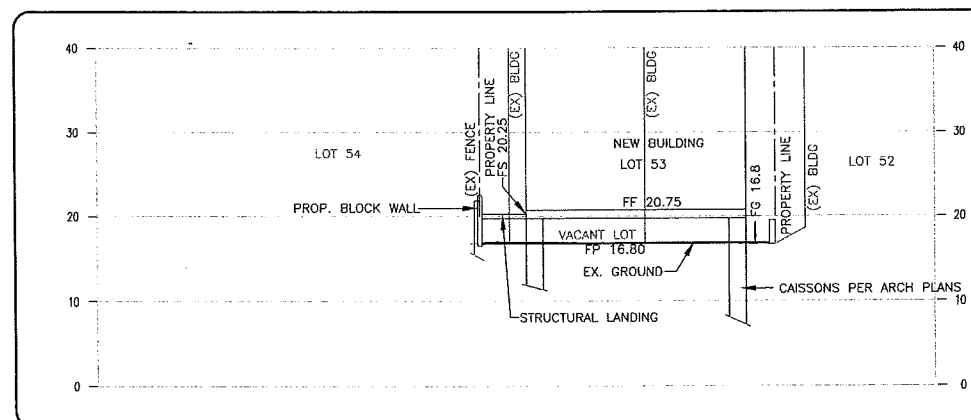 40
40
30
30
20
20
10
10
0
0
LOT 54
(EX) FENCE
PROPERTY LINE
FS 20.25
(EX) BLDG
(EX) BLDG
NEW BUILDING
LOT 53
FG 16.8
PROPERTY LINE
(EX) BLDG
LOT 52
PROP. BLOCK WALL
FF 20.75
VACANT LOT
FP 16.80
EX. GROUND
CAISSONS PER ARCH PLANS
STRUCTURAL LANDING